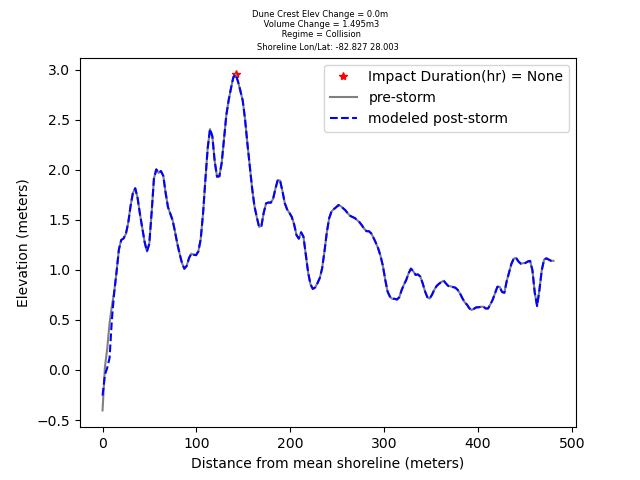 Dune Crest Elev Change = 0.0m
Volume Change = 1.495m3
Regime = Collision
Shoreline Lon/Lat: -82.827 28.003
Impact Duration(hr) = None
pre-storm
modeled post-storm
Elevation (meters)
3.0
2.5
2.0
1.5
1.0
0.5
0.0
−0.5
0 100 200 300 400 500
Distance from mean shoreline (meters)